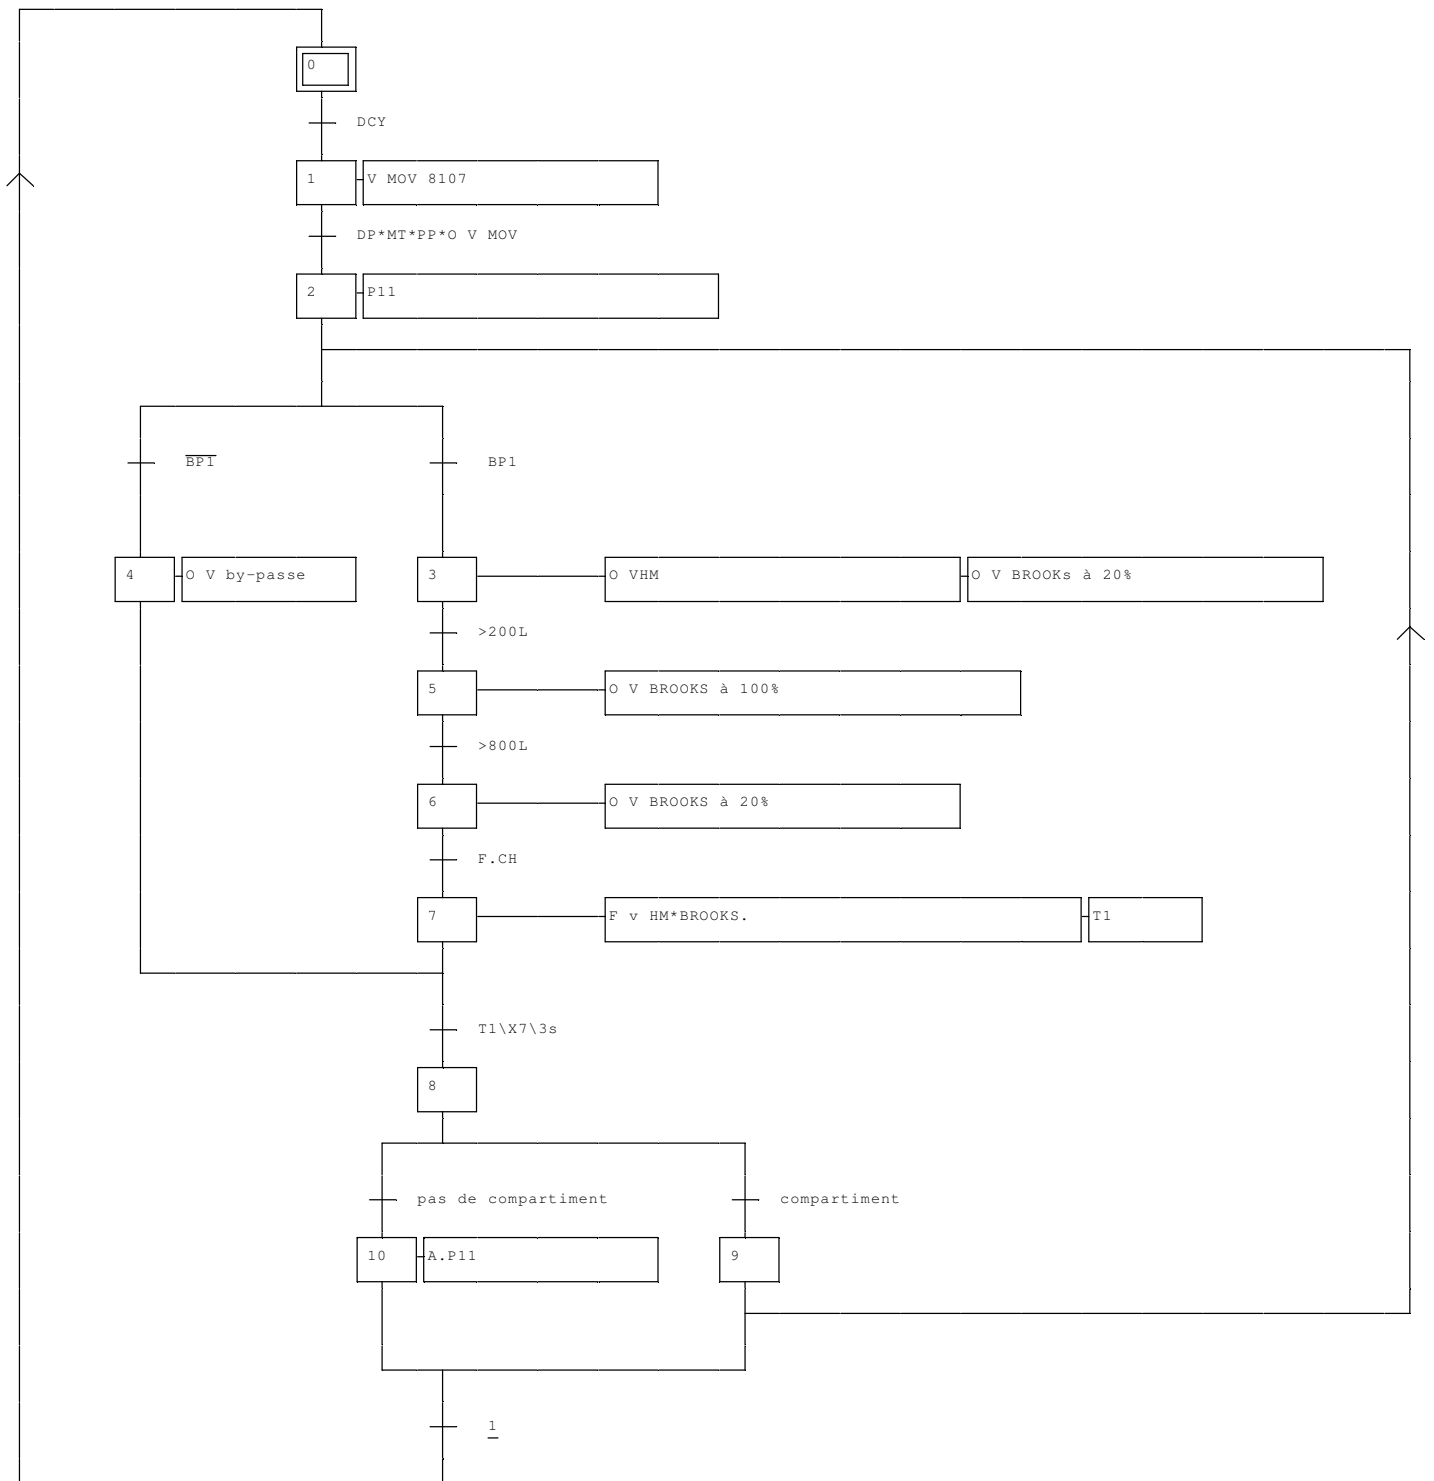 0
DCY
1 V MOV 8107
DP*MT*PP*O V MOV
2 P11
BP1 BP1
4 O V by-passe 3 O VHM O V BROOKs à 20%
>200L
5 O V BROOKS à 100%
>800L
6 O V BROOKS à 20%
F.CH
7 F v HM*BROOKS. T1
T1\X7\3s
8
pas de compartiment compartiment
10 A.P11 9
1